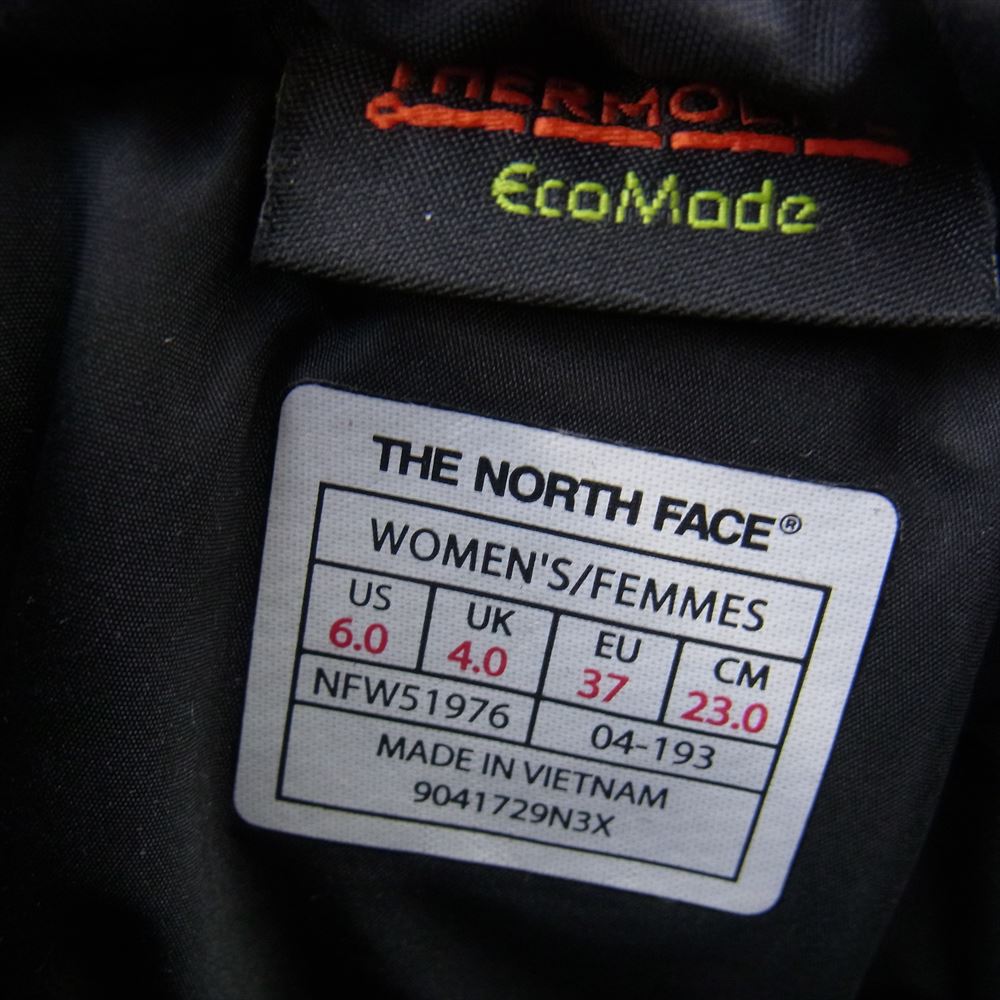 THERMOLITE
EcoMade
THE NORTH FACE®
WOMEN'S/FEMMES
US UK EU CM
6.0 4.0 37 23.0
NFW51976 04-193
MADE IN VIETNAM
9041729N3X